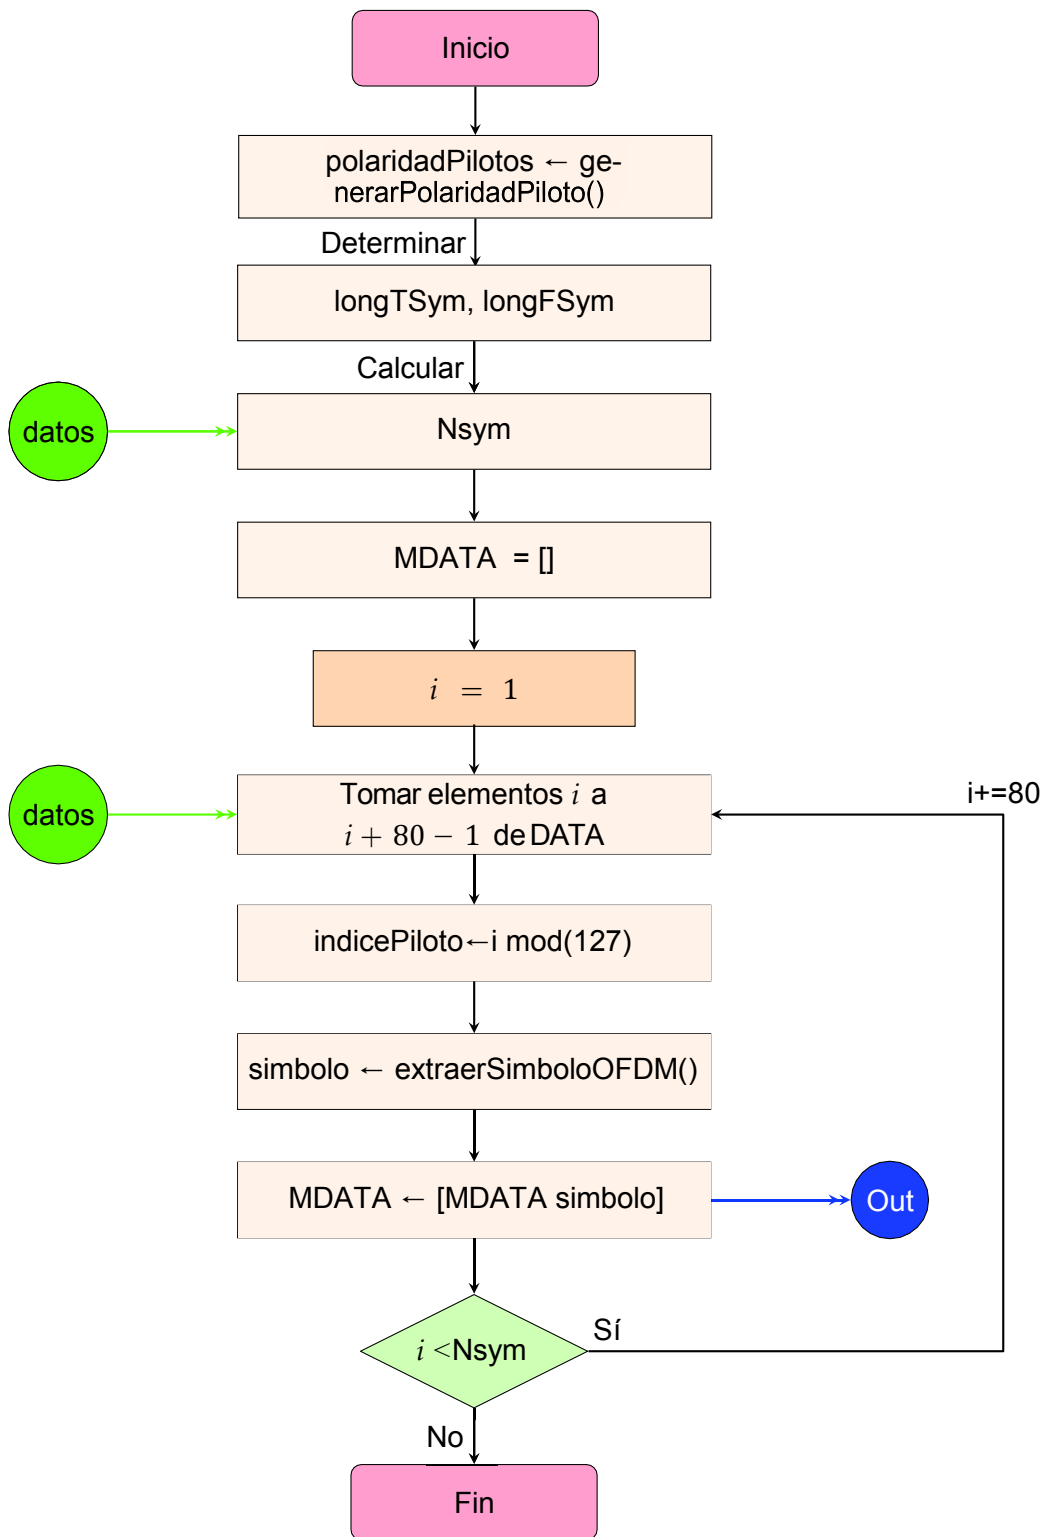 Inicio
polaridadPilotos ← ge-
nerarPolaridadPiloto()
Determinar
longTSym, longFSym
Calcular
datos
Nsym
MDATA = []
i = 1
datos
Tomar elementos i a
i + 80 − 1 de DATA
i+=80
indicePiloto←i mod(127)
simbolo ← extraerSimboloOFDM()
MDATA ← [MDATA simbolo]
Out
i <Nsym
Sí
No
Fin